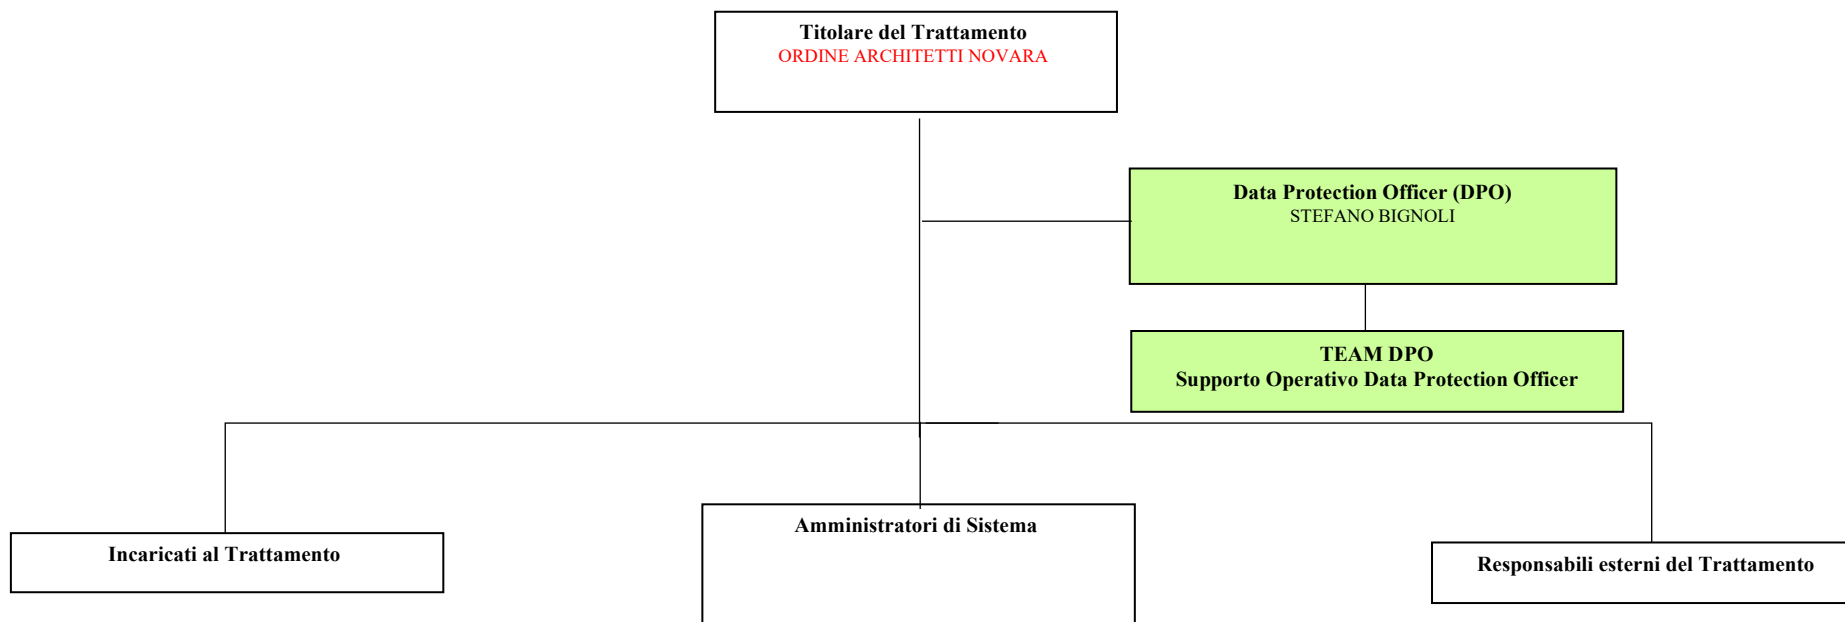 Titolare del Trattamento
ORDINE ARCHITETTI NOVARA
Data Protection Officer (DPO)
STEFANO BIGNOLI
TEAM DPO
Supporto Operativo Data Protection Officer
Incaricati al Trattamento
Amministratori di Sistema
Responsabili esterni del Trattamento